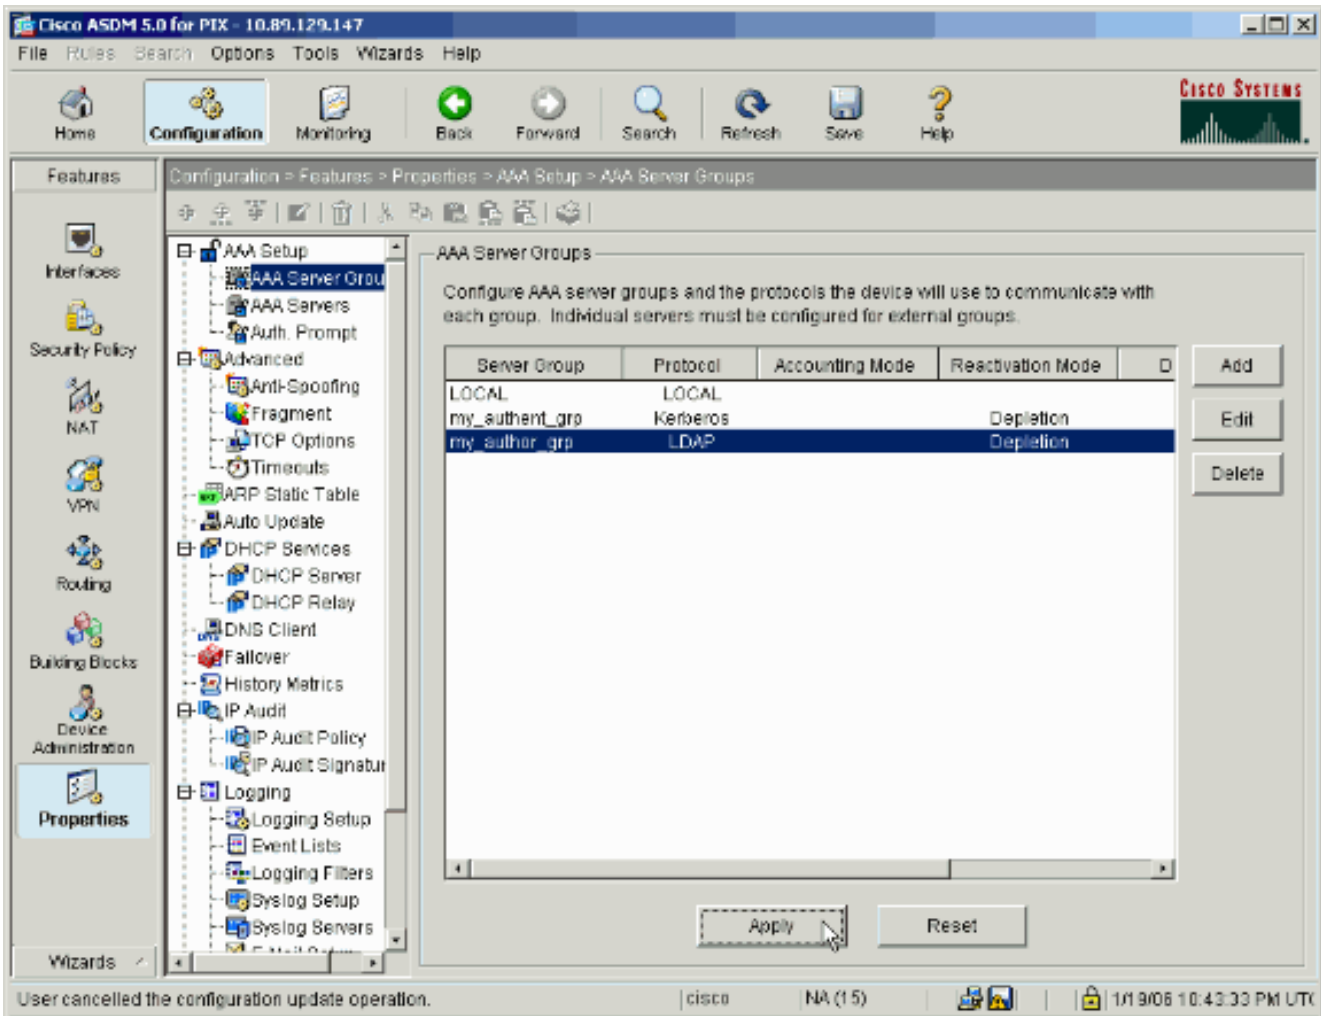 Cisco ASDM 5.0 for PIX - 10.89.129.147
File Rules Search Options Tools Wizards Help
Home Configuration Monitoring Back Forward Search Refresh Save Help
CISCO SYSTEMS
Features
Configuration > Features > Properties > AAA Setup > AAA Server Groups
Interfaces
Security Policy
NAT
VPN
Routing
Building Blocks
Device
Administration
Properties
Wizards
AAA Setup
AAA Server Grou
AAA Servers
Auth. Prompt
Advanced
Anti-Spoofing
Fragment
TCP Options
Timeouts
ARP Static Table
Auto Update
DHCP Services
DHCP Server
DHCP Relay
DNS Client
Failover
History Metrics
IP Audit
IP Audit Policy
IP Audit Signatur
Logging
Logging Setup
Event Lists
Logging Filters
Syslog Setup
Syslog Servers
AAA Server Groups
Configure AAA server groups and the protocols the device will use to communicate with
each group. Individual servers must be configured for external groups.
Server Group Protocol Accounting Mode Reactivation Mode D
LOCAL LOCAL
my_authent_grp Kerberos Depletion
my_author_grp LDAP Depletion
Add
Edit
Delete
Apply Reset
User cancelled the configuration update operation. cisco NA (15) 1/19/06 10:43:33 PM UTC